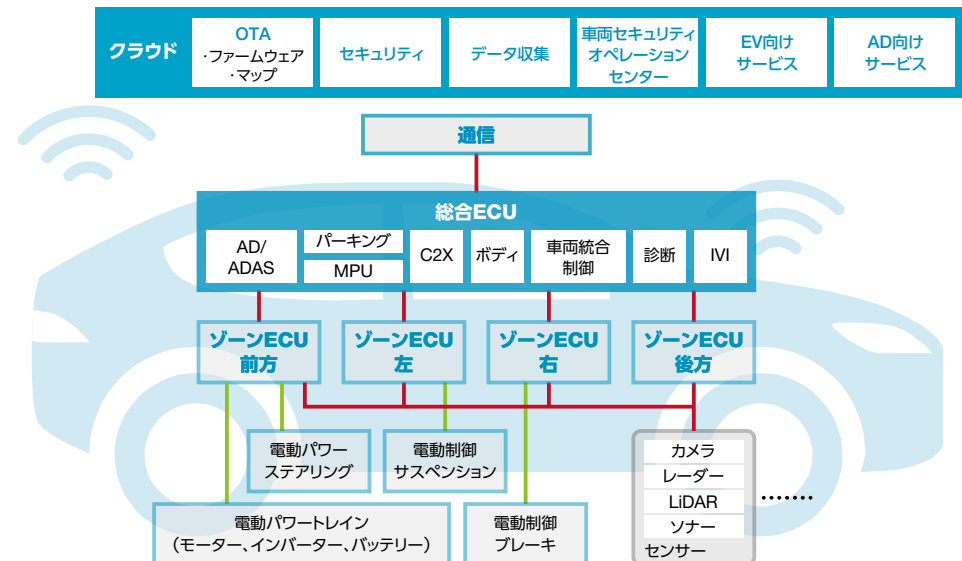 クラウド
OTA
・ファームウェア
・マップ
セキュリティ
データ収集
車両セキュリティ
オペレーション
センター
EV向け
サービス
AD向け
サービス
通信
総合ECU
AD/
ADAS
パーキング
MPU
C2X
ボディ
車両統合
制御
診断
IVI
ゾーンECU
前方
ゾーンECU
左
ゾーンECU
右
ゾーンECU
後方
電動パワー
ステアリング
電動制御
サスペンション
電動パワートレイン
（モーター、インバーター、バッテリー）
電動制御
ブレーキ
カメラ
レーダー
LiDAR
ソナー
センサー
.......